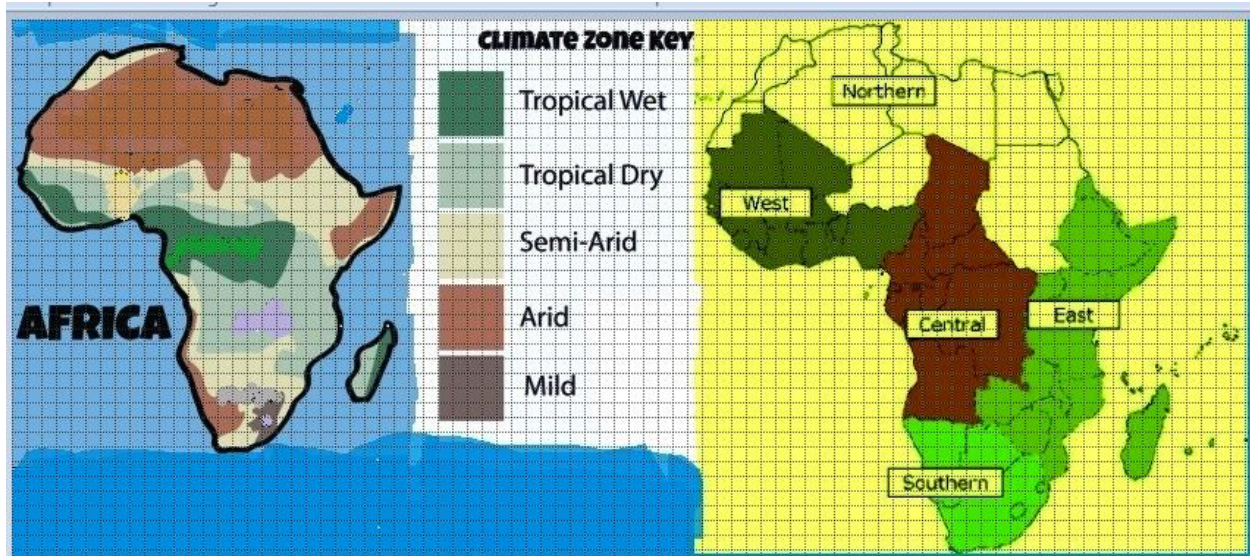 CLIMATE ZONE KEY
Tropical Wet
Tropical Dry
Semi-Arid
Arid
Mild
AFRICA
Northern
West
Central
East
Southern